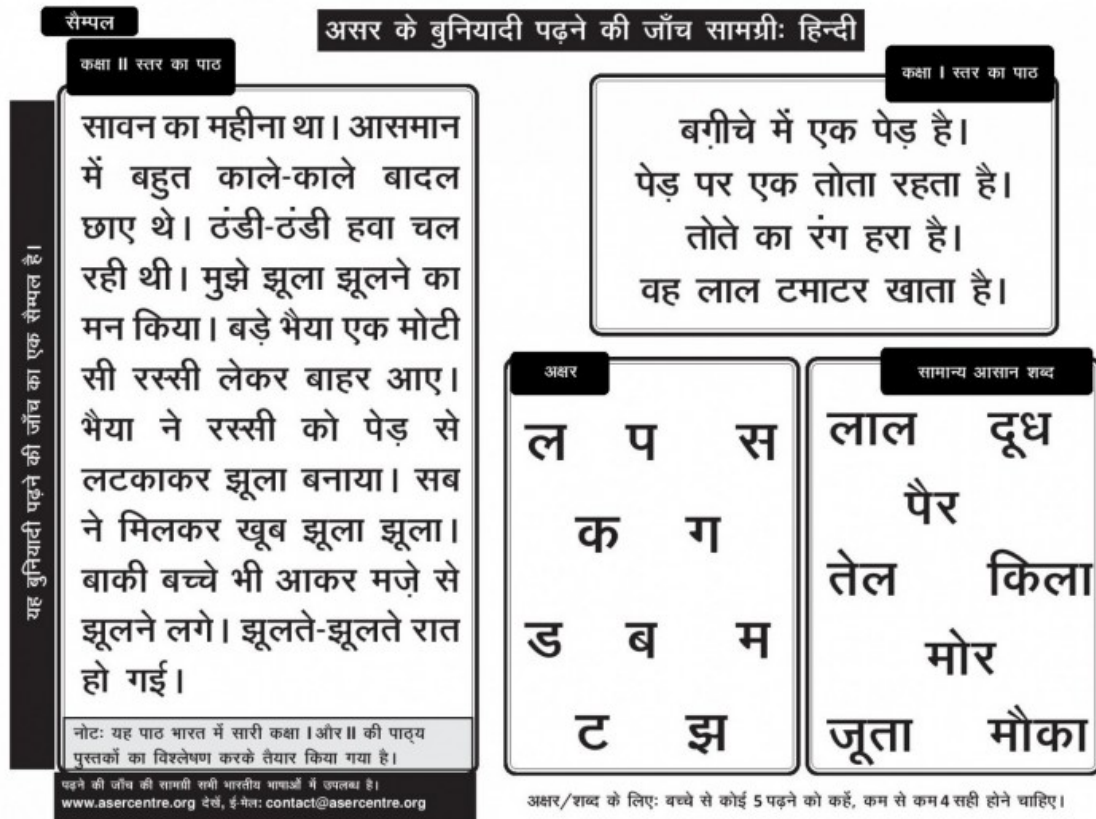 सैम्पल
असर के बुनियादी पढ़ने की जाँच सामग्रीः हिन्दी
कक्षा II स्तर का पाठ
सावन का महीना था। आसमान
में बहुत काले-काले बादल
छाए थे। ठंडी-ठंडी हवा चल
रही थी। मुझे झूला झूलने का
मन किया। बड़े भैया एक मोटी
सी रस्सी लेकर बाहर आए।
भैया ने रस्सी को पेड़ से
लटकाकर झूला बनाया। सब
ने मिलकर खूब झूला झूला।
बाकी बच्चे भी आकर मज़े से
झूलने लगे। झूलते-झूलते रात
हो गई।
नोटः यह पाठ भारत में सारी कक्षा I और II की पाठ्य
पुस्तकों का विश्लेषण करके तैयार किया गया है।
पढ़ने की जाँच की सामग्री सभी भारतीय भाषाओं में उपलब्ध है।
www.asercentre.org देखें, ई-मेल: contact@asercentre.org
यह बुनियादी पढ़ने की जाँच का एक सैम्पल है।
कक्षा I स्तर का पाठ
बग़ीचे में एक पेड़ है।
पेड़ पर एक तोता रहता है।
तोते का रंग हरा है।
वह लाल टमाटर खाता है।
अक्षर
ल प स
क ग
ड ब म
ट झ
सामान्य आसान शब्द
लाल दूध
पैर
तेल किला
मोर
जूता मौका
अक्षर/शब्द के लिएः बच्चे से कोई 5 पढ़ने को कहें, कम से कम 4 सही होने चाहिए।